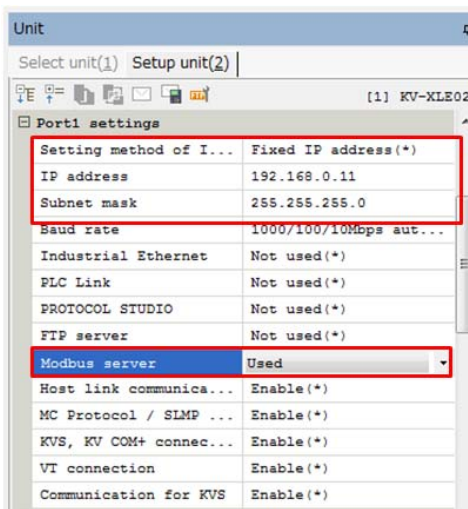 Unit
Select unit(1) Setup unit(2)
[1] KV-XLE02
Port1 settings
Setting method of I... Fixed IP address(*)
IP address 192.168.0.11
Subnet mask 255.255.255.0
Baud rate 1000/100/10Mbps aut...
Industrial Ethernet Not used(*)
PLC Link Not used(*)
PROTOCOL STUDIO Not used(*)
FTP server Not used(*)
Modbus server Used
Host link communica... Enable(*)
MC Protocol / SLMP ... Enable(*)
KVS, KV COM+ connec... Enable(*)
VT connection Enable(*)
Communication for KVS Enable(*)